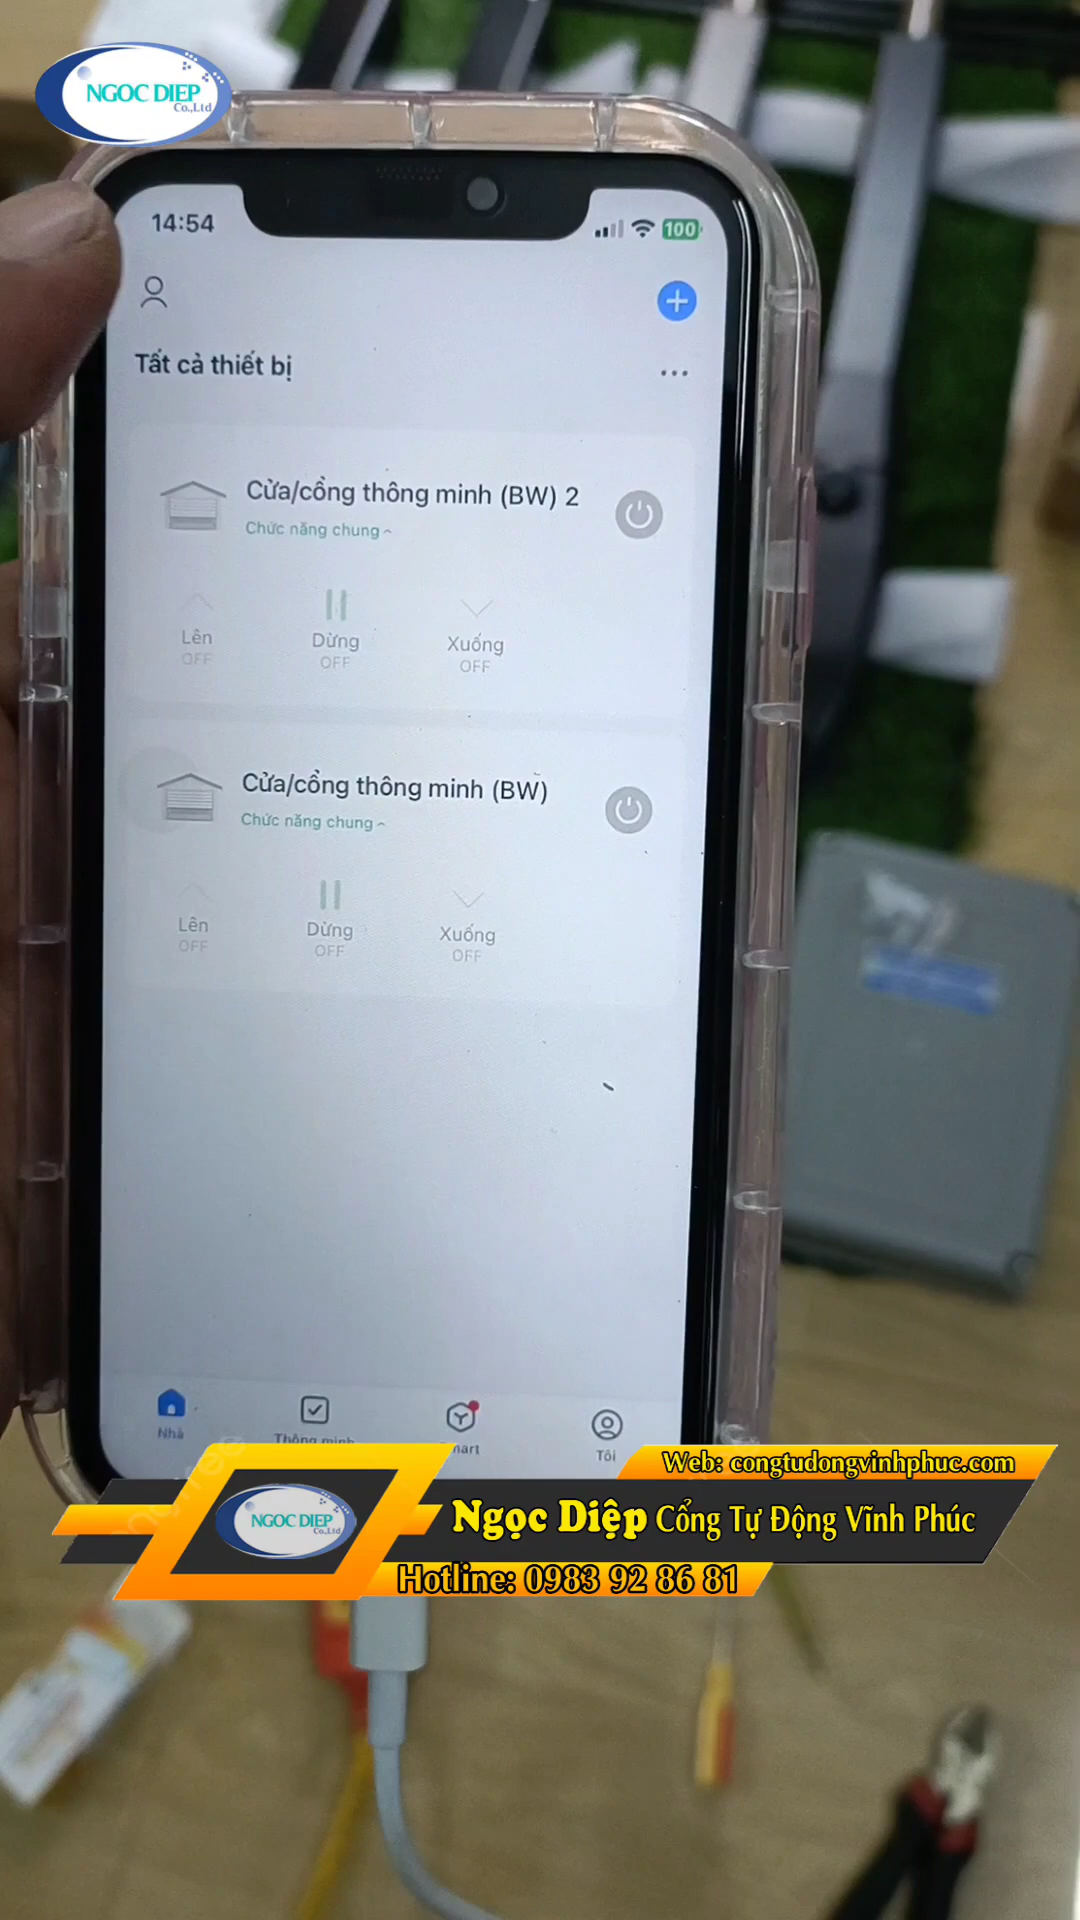 NGOC DIEP
Co.,Ltd
14:54
100
Tất cả thiết bị
Cửa/cổng thông minh (BW) 2
Chức năng chung
Lên
OFF
Dừng
OFF
Xuống
OFF
Cửa/cổng thông minh (BW)
Chức năng chung
Lên
OFF
Dừng
OFF
Xuống
OFF
Nhà
Thông minh
Tôi
Web: congtudongvinhphuc.com
NGOC DIEP
Co.,Ltd
Ngọc Diệp Cổng Tự Động Vĩnh Phúc
Hotline: 0983 92 86 81